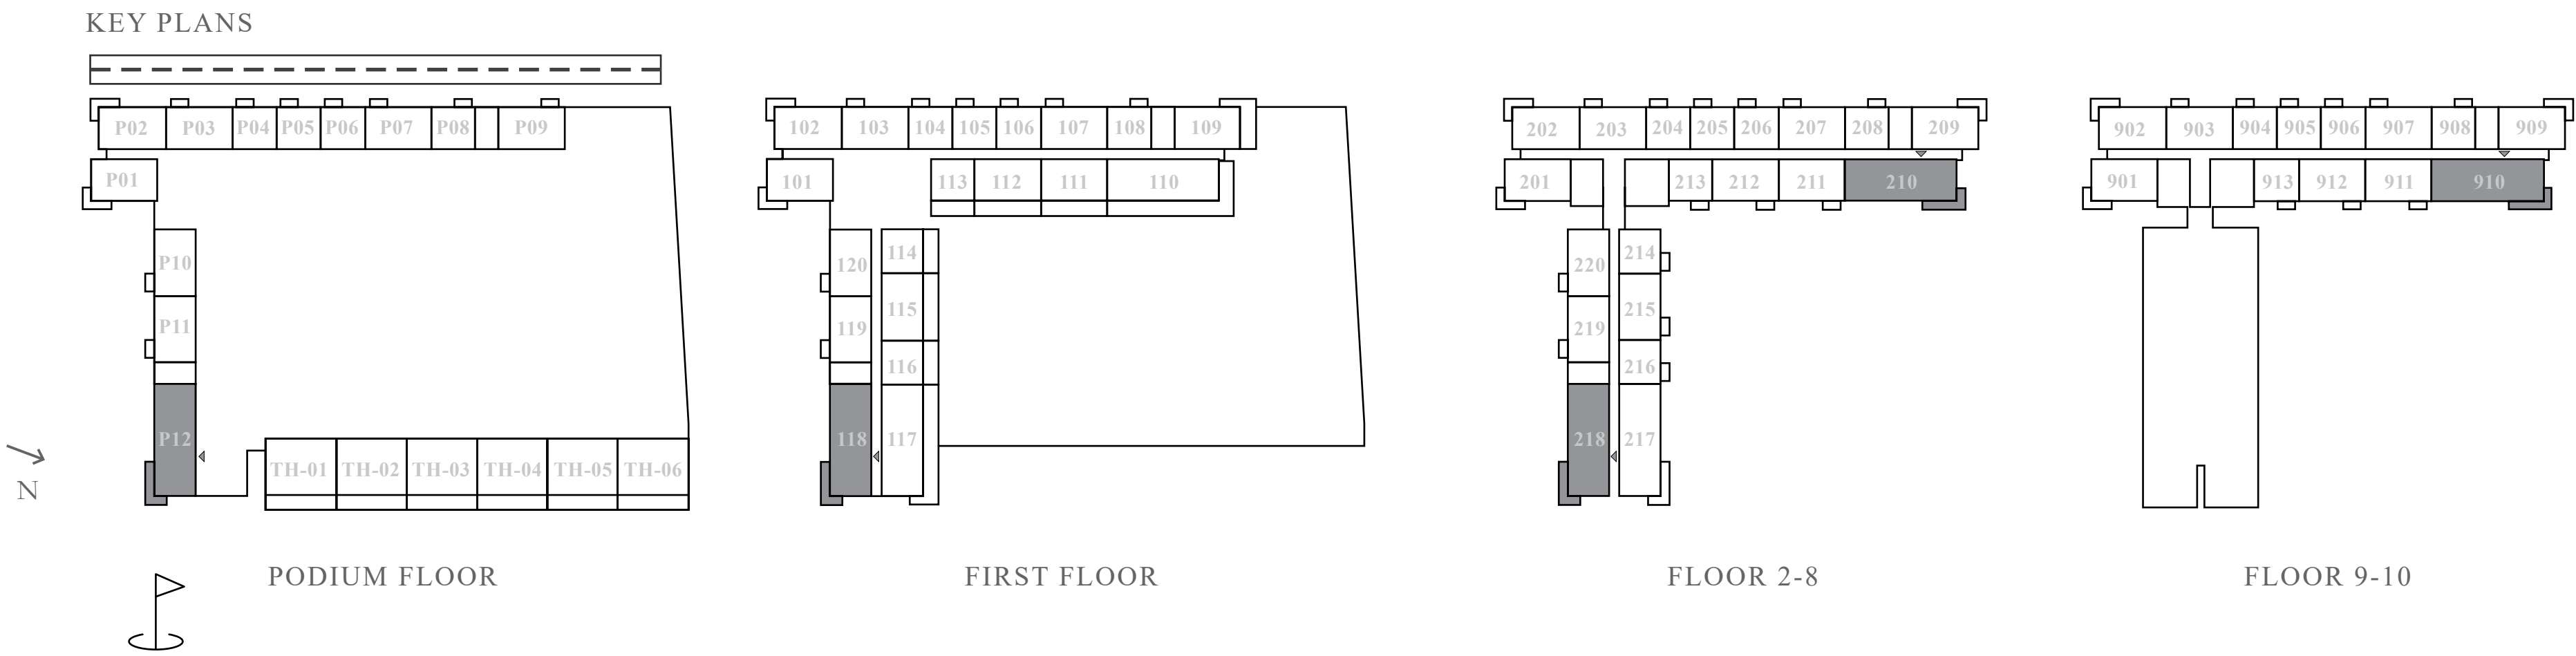 KEY PLANS
P02 P03 P04 P05 P06 P07 P08 P09
P01
P10
P11
P12
TH-01 TH-02 TH-03 TH-04 TH-05 TH-06
N
PODIUM FLOOR
102 103 104 105 106 107 108 109
101 113 112 111 110
120 114
119 115
116
118 117
FIRST FLOOR
202 203 204 205 206 207 208 209
201 213 212 211 210
220 214
219 215
216
218 217
FLOOR 2-8
902 903 904 905 906 907 908 909
901 913 912 911 910
FLOOR 9-10